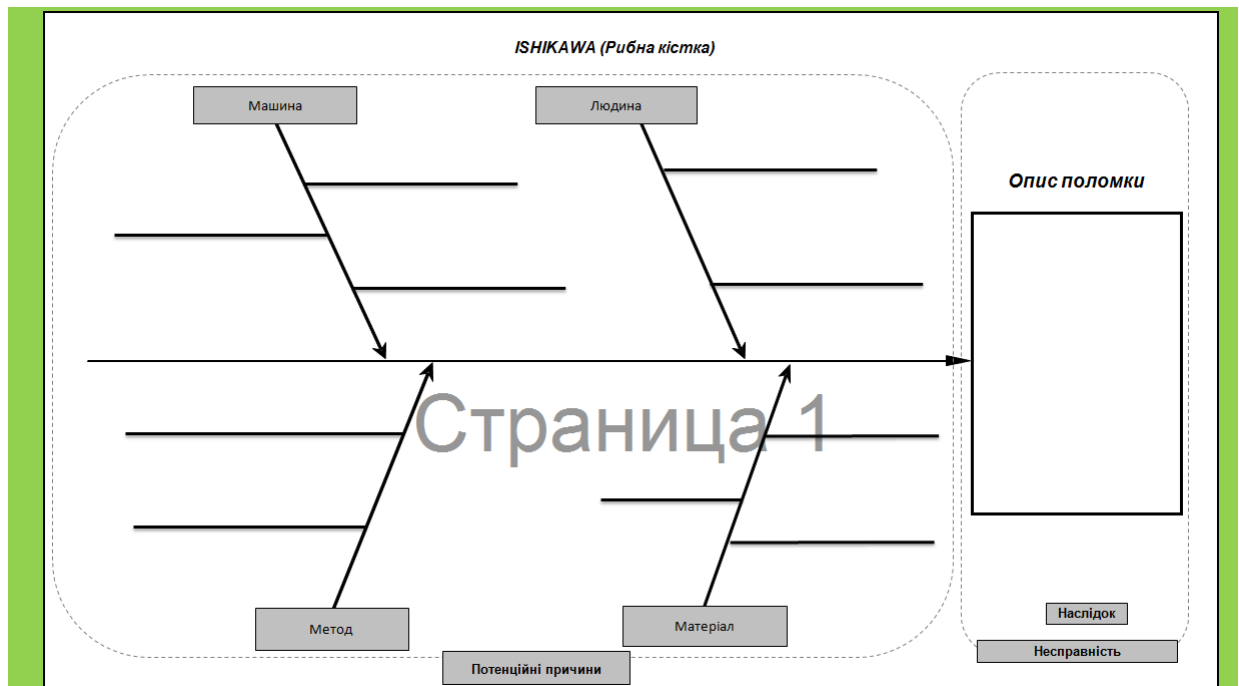 ISHIKAWA (Рибна кістка)
Машина
Людина
Опис поломки
Страница 1
Метод
Матеріал
Наслідок
Несправність
Потенційні причини